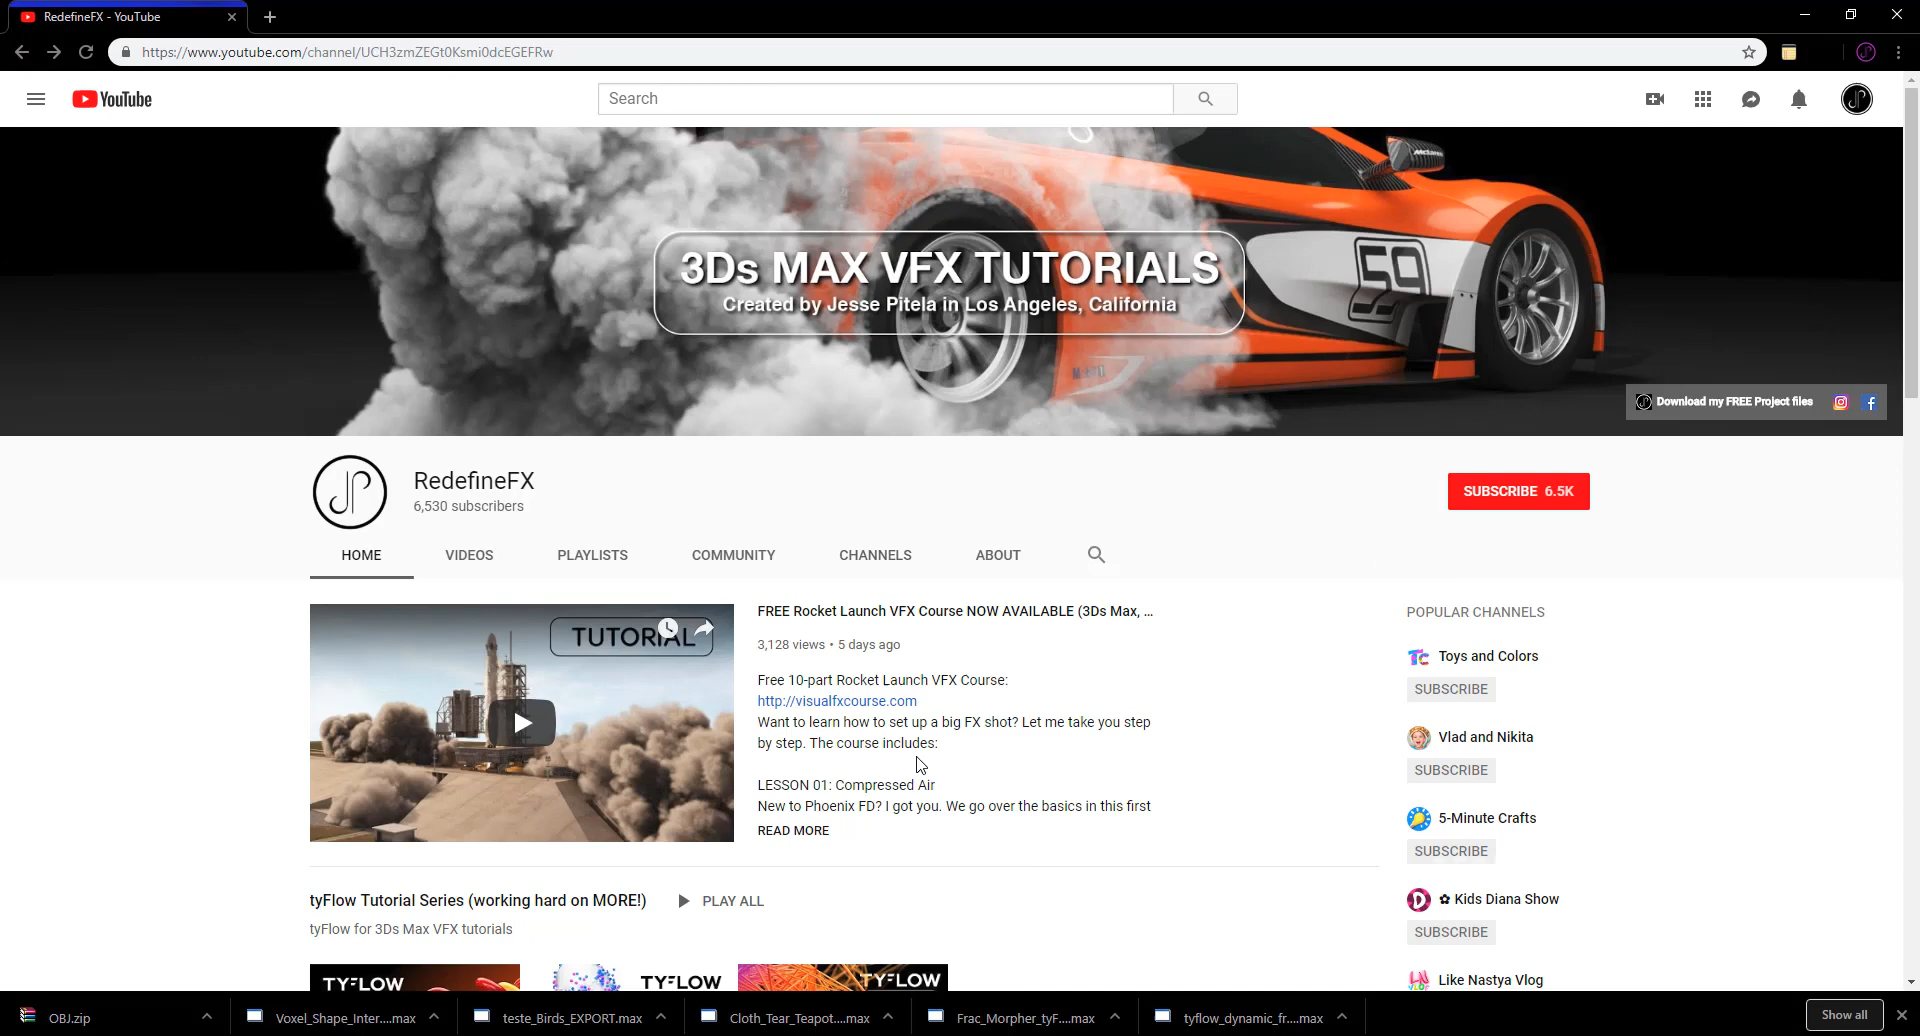 RedefineFX - YouTube
https://www.youtube.com/channel/UCH3zmZEGt0Ksmi0dcEGEFRw
YouTube
Search
McLaren
59
3Ds MAX VFX TUTORIALS
Created by Jesse Pitela in Los Angeles, California
Download my FREE Project files
RedefineFX
6,530 subscribers
SUBSCRIBE 6.5K
HOME VIDEOS PLAYLISTS COMMUNITY CHANNELS ABOUT
TUTORIAL
FREE Rocket Launch VFX Course NOW AVAILABLE (3Ds Max, ...
3,128 views • 5 days ago
Free 10-part Rocket Launch VFX Course:
http://visualfxcourse.com
Want to learn how to set up a big FX shot? Let me take you step
by step. The course includes:
LESSON 01: Compressed Air
New to Phoenix FD? I got you. We go over the basics in this first
READ MORE
POPULAR CHANNELS
Toys and Colors
SUBSCRIBE
Vlad and Nikita
SUBSCRIBE
5-Minute Crafts
SUBSCRIBE
✿ Kids Diana Show
SUBSCRIBE
Like Nastya Vlog
tyFlow Tutorial Series (working hard on MORE!) PLAY ALL
tyFlow for 3Ds Max VFX tutorials
TYFLOW
TYFLOW
TYFLOW
OBJ.zip
Voxel_Shape_Inter....max
teste_Birds_EXPORT.max
Cloth_Tear_Teapot....max
Frac_Morpher_tyF....max
tyflow_dynamic_fr....max
Show all